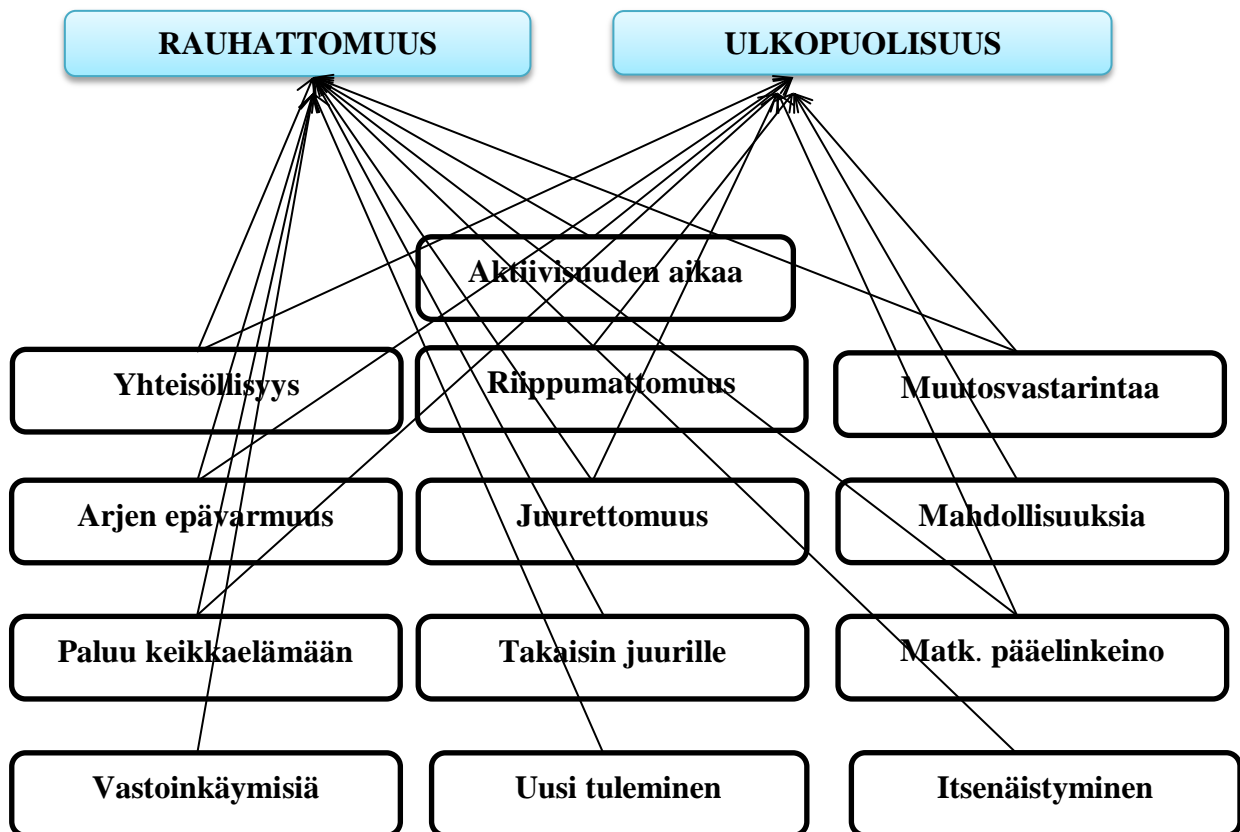 RAUHATTOMUUS
ULKOPUOLISUUS
Aktiivisuuden aikaa
Yhteisöllisyys
Riippumattomuus
Muutosvastarintaa
Arjen epävarmuus
Juurettomuus
Mahdollisuuksia
Paluu keikkaelämään
Takaisin juurille
Matk. pääelinkeino
Vastoinkäymisiä
Uusi tuleminen
Itsenäistyminen